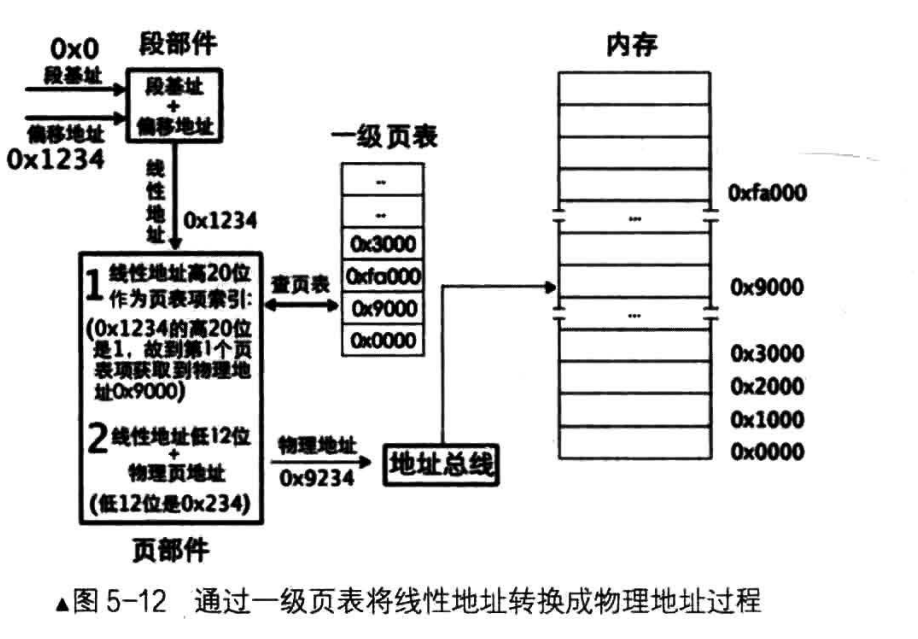 0x0
段部件
段基址
段基址
+
偏移地址
偏移地址
0x1234
线性地址
0x1234
1 线性地址高20位
作为页表项索引:
(0x1234的高20位
是1，故到第1个页
表项获取到物理地
址0x9000)
2 线性地址低12位
+
物理页地址
(低12位是0x234)
页部件
一级页表
..
..
0x3000
0xfa000
0x9000
0x0000
查页表
物理地址
0x9234
地址总线
内存
0xfa000
...
0x9000
...
0x3000
0x2000
0x1000
0x0000
▲图 5-12 通过一级页表将线性地址转换成物理地址过程